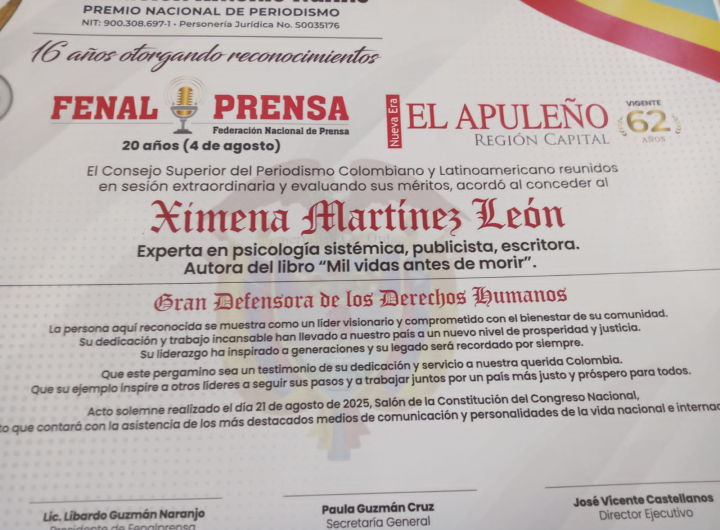 PREMIO NACIONAL DE PERIODISMO
NIT: 900.308.697-1 • Personería Jurídica No. S0035176
16 años otorgando reconocimientos
FENAL PRENSA
Federación Nacional de Prensa
20 años (4 de agosto)
Nueva Era
EL APULEÑO
REGIÓN CAPITAL
VIGENTE
62
AÑOS
El Consejo Superior del Periodismo Colombiano y Latinoamericano reunidos
en sesión extraordinaria y evaluando sus méritos, acordó al conceder al
Ximena Martínez León
Experta en psicología sistémica, publicista, escritora.
Autora del libro “Mil vidas antes de morir”.
Gran Defensora de los Derechos Humanos
La persona aquí reconocida se muestra como un líder visionario y comprometido con el bienestar de su comunidad.
Su dedicación y trabajo incansable han llevado a nuestro país a un nuevo nivel de prosperidad y justicia.
Su liderazgo ha inspirado a generaciones y su legado será recordado por siempre.
Que este pergamino sea un testimonio de su dedicación y servicio a nuestra querida Colombia.
Que su ejemplo inspire a otros líderes a seguir sus pasos y a trabajar juntos por un país más justo y próspero para todos.
Acto solemne realizado el día 21 de agosto de 2025, Salón de la Constitución del Congreso Nacional,
que contará con la asistencia de los más destacados medios de comunicación y personalidades de la vida nacional e
Lic. Libardo Guzmán Naranjo
Presidente de Fenalprensa
Paula Guzmán Cruz
Secretaría General
José Vicente Castellanos
Director Ejecutivo